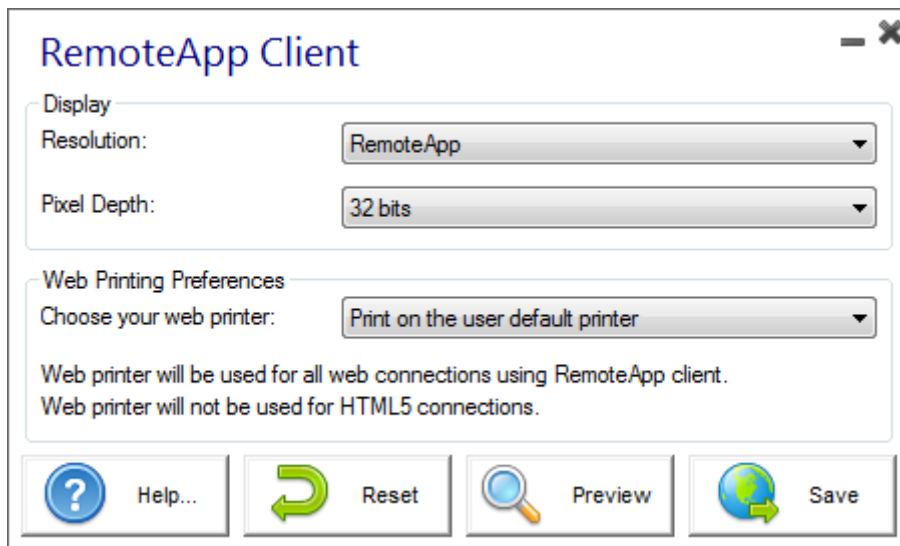 RemoteApp Client
Display
Resolution: RemoteApp
Pixel Depth: 32 bits
Web Printing Preferences
Choose your web printer: Print on the user default printer
Web printer will be used for all web connections using RemoteApp client.
Web printer will not be used for HTML5 connections.
? Help... Reset Preview Save